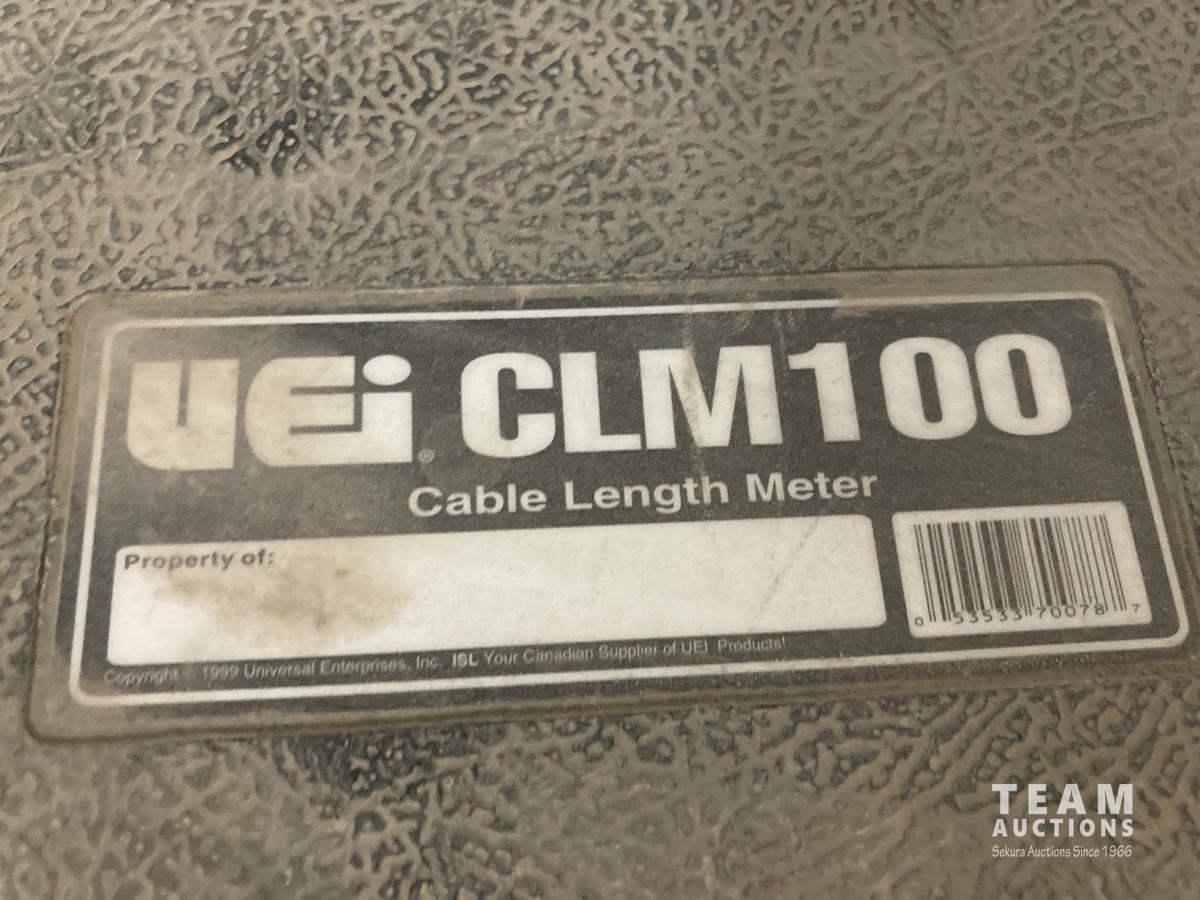 UEi® CLM100
Cable Length Meter
Property of:
0 53533 70078 7
Copyright © 1999 Universal Enterprises, Inc. ISL Your Canadian Supplier of UEI Products!
TEAM
AUCTIONS
Sekura Auctions Since 1966